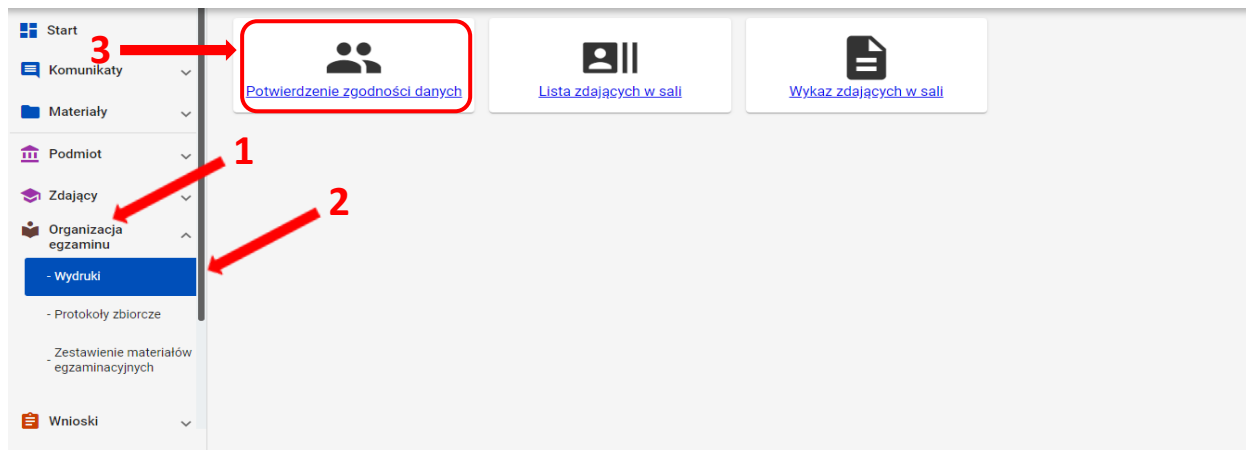 Start
Komunikaty
Materiały
Podmiot
Zdający
Organizacja
egzaminu
- Wydruki
- Protokoły zbiorcze
- Zestawienie materiałów
egzaminacyjnych
Wnioski
3
1
2
Potwierdzenie zgodności danych
Lista zdających w sali
Wykaz zdających w sali